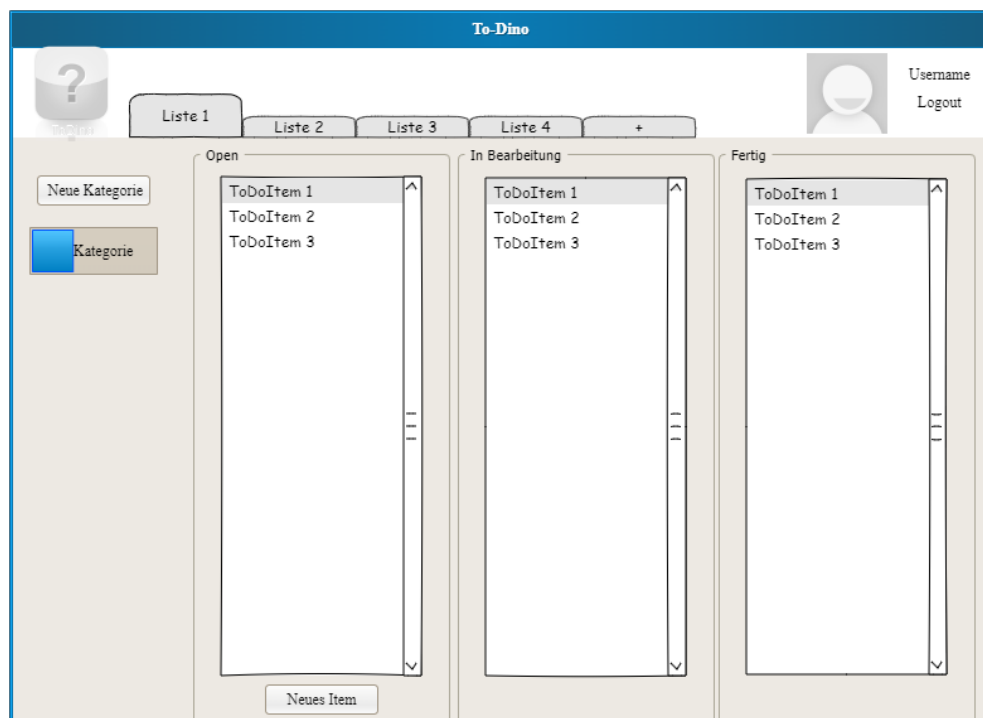 To-Dino
?
Username
Logout
To-Dino
Liste 1
Liste 2
Liste 3
Liste 4
+
Neue Kategorie
Kategorie
Open
ToDoItem 1
ToDoItem 2
ToDoItem 3
Neues Item
In Bearbeitung
ToDoItem 1
ToDoItem 2
ToDoItem 3
Fertig
ToDoItem 1
ToDoItem 2
ToDoItem 3